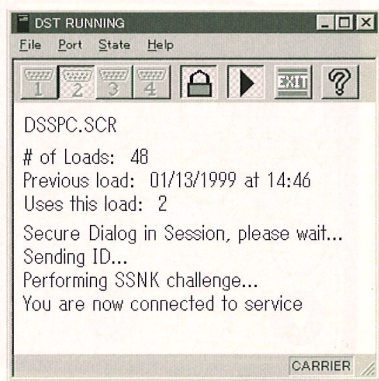 DST RUNNING
File Port State Help
1 2 3 4 EXIT ?
DSSPC.SCR
# of Loads: 48
Previous load: 01/13/1999 at 14:46
Uses this load: 2
Secure Dialog in Session, please wait...
Sending ID...
Performing SSNK challenge...
You are now connected to service
CARRIER